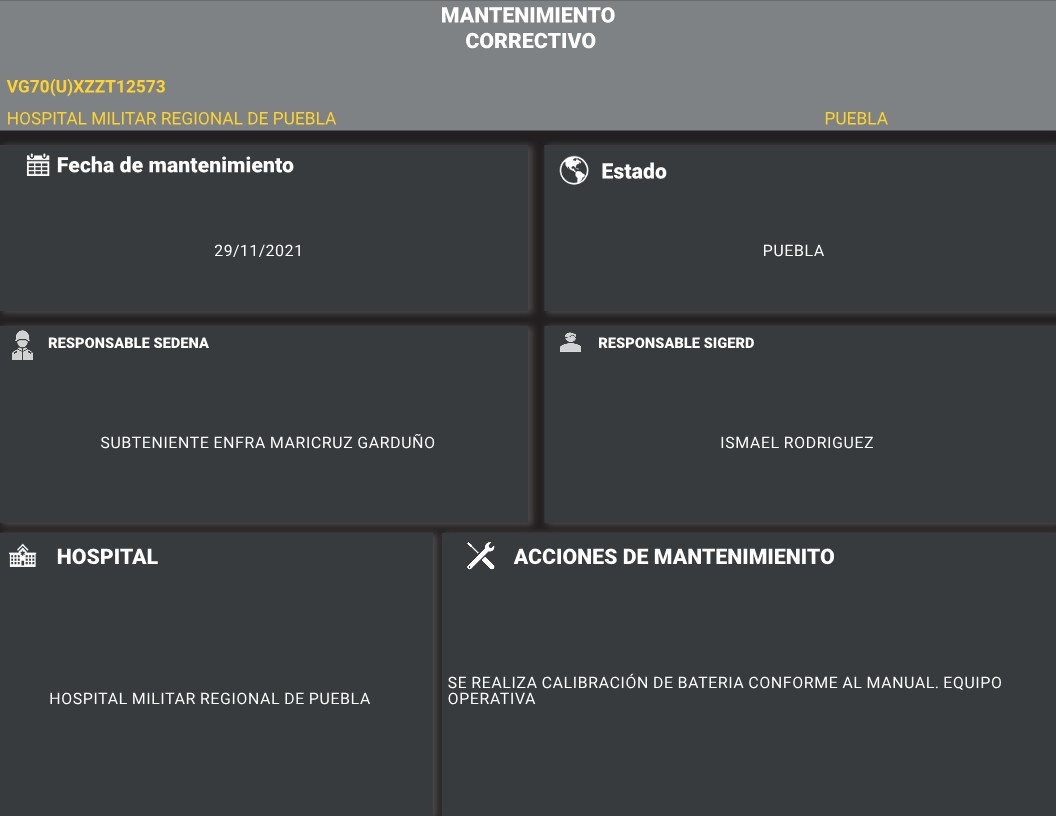 MANTENIMIENTO
CORRECTIVO
VG70(U)XZZT12573
HOSPITAL MILITAR REGIONAL DE PUEBLA
PUEBLA
Fecha de mantenimiento
29/11/2021
Estado
PUEBLA
RESPONSABLE SEDENA
SUBTENIENTE ENFRA MARICRUZ GARDUÑO
RESPONSABLE SIGERD
ISMAEL RODRIGUEZ
HOSPITAL
HOSPITAL MILITAR REGIONAL DE PUEBLA
ACCIONES DE MANTENIMIENITO
SE REALIZA CALIBRACIÓN DE BATERIA CONFORME AL MANUAL. EQUIPO
OPERATIVA